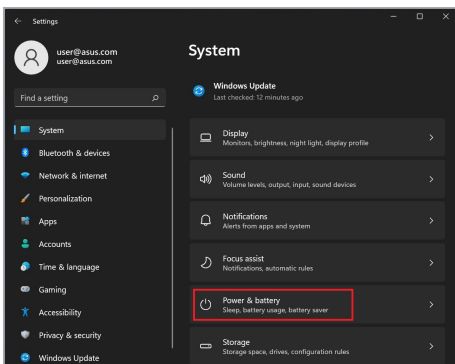 Settings
user@asus.com
user@asus.com
Find a setting
System
Bluetooth & devices
Network & internet
Personalization
Apps
Accounts
Time & language
Gaming
Accessibility
Privacy & security
Windows Update
System
Windows Update
Last checked: 12 minutes ago
Display
Monitors, brightness, night light, display profile
Sound
Volume levels, output, input, sound devices
Notifications
Alerts from apps and system
Focus assist
Notifications, automatic rules
Power & battery
Sleep, battery usage, battery saver
Storage
Storage space, drives, configuration rules